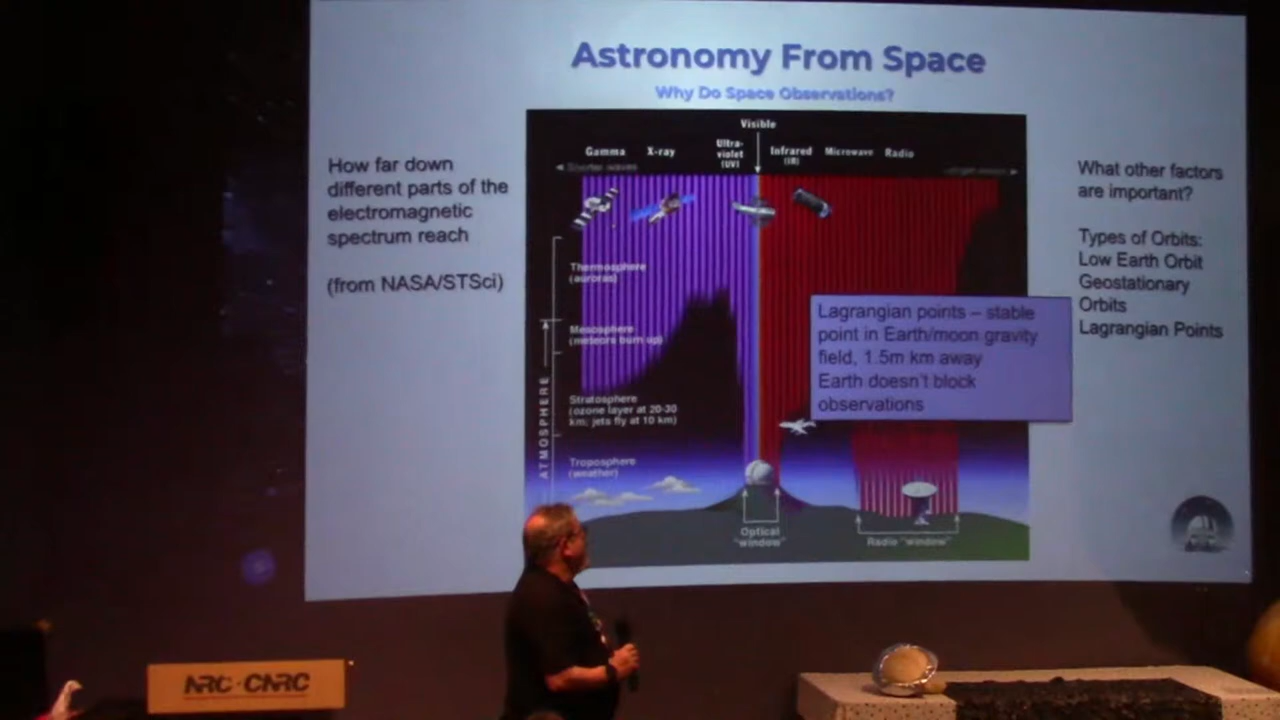 Astronomy From Space
Why Do Space Observations?
How far down
different parts of the
electromagnetic
spectrum reach
(from NASA/STSci)
Visible
Gamma
X-ray
Ultra-
violet
(UV)
Infrared
(IR)
Microwave
Radio
Shorter waves
Thermosphere
(auroras)
Mesosphere
(meteors burn up)
Stratosphere
(ozone layer at 20-30
km; jets fly at 10 km)
Troposphere
(weather)
ATMOSPHERE
Optical
"window"
Radio "window"
Lagrangian points – stable
point in Earth/moon gravity
field, 1.5m km away
Earth doesn't block
observations
What other factors
are important?
Types of Orbits:
Low Earth Orbit
Geostationary
Orbits
Lagrangian Points
NRC·CNRC